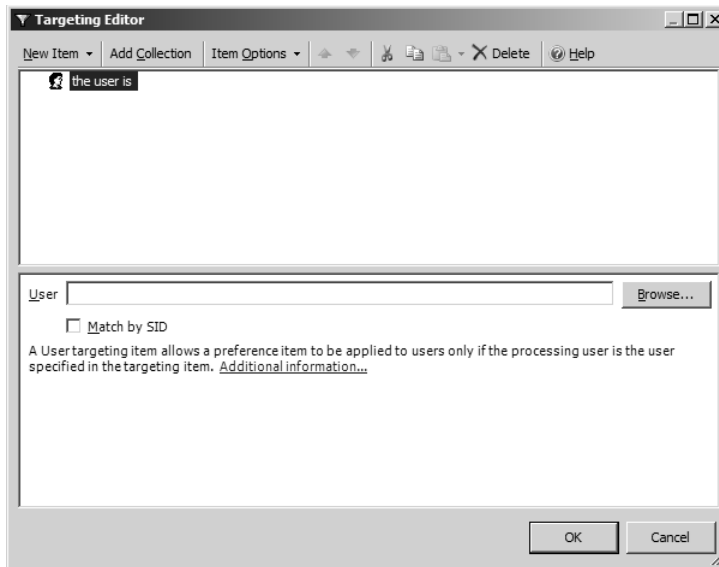 Targeting Editor
New Item Add Collection Item Options Delete Help
the user is
User Browse...
Match by SID
A User targeting item allows a preference item to be applied to users only if the processing user is the user
specified in the targeting item. Additional information...
OK Cancel